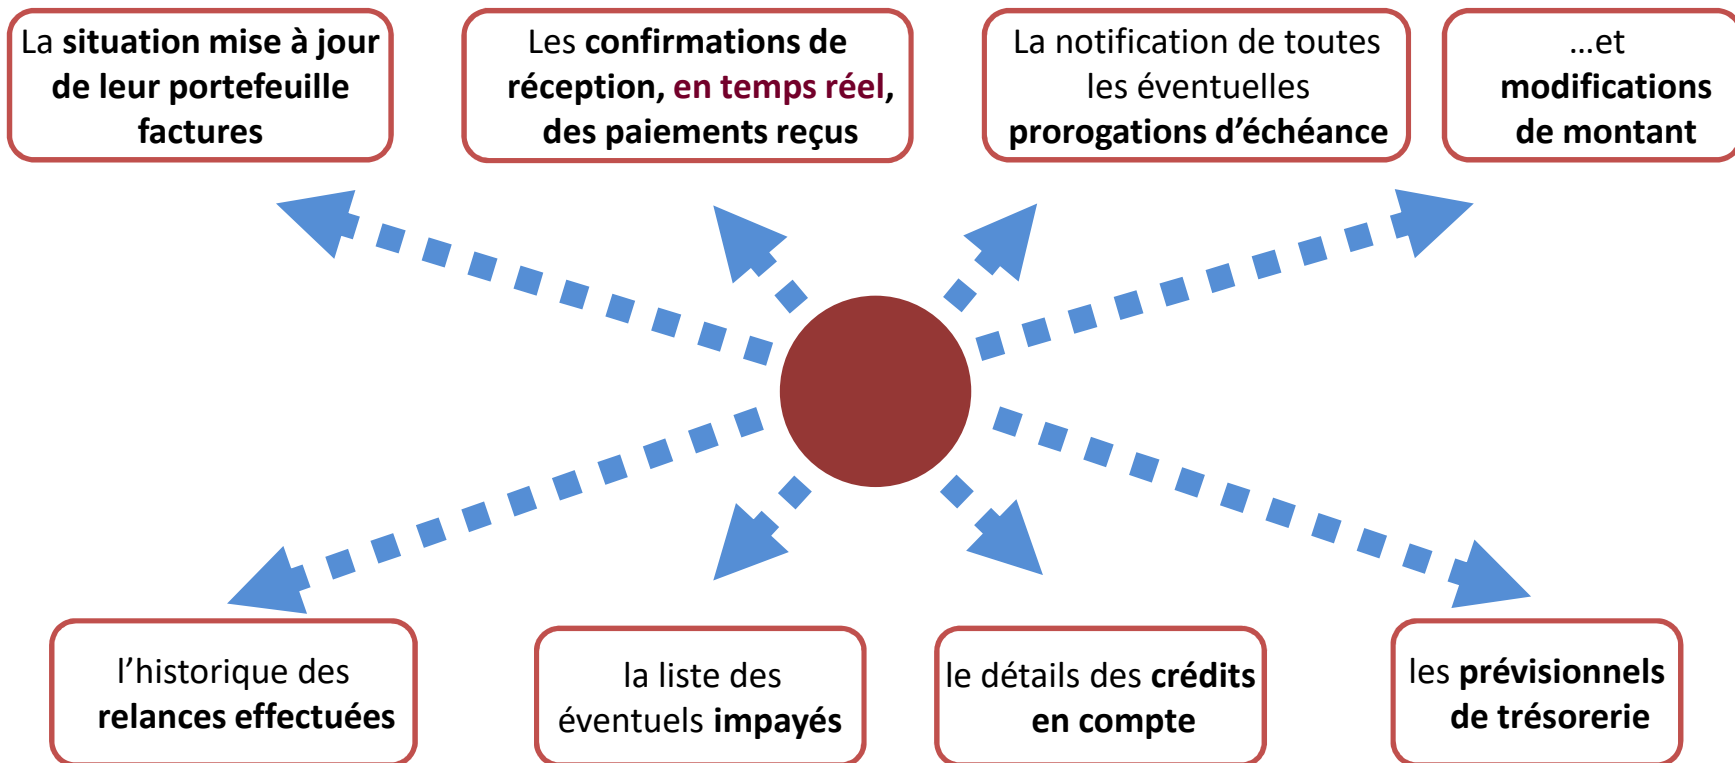 La situation mise à jour
de leur portefeuille
factures
Les confirmations de
réception, en temps réel,
des paiements reçus
La notification de toutes
les éventuelles
prorogations d'échéance
...et
modifications
de montant
l'historique des
relances effectuées
la liste des
éventuels impayés
le détails des crédits
en compte
les prévisionnels
de trésorerie